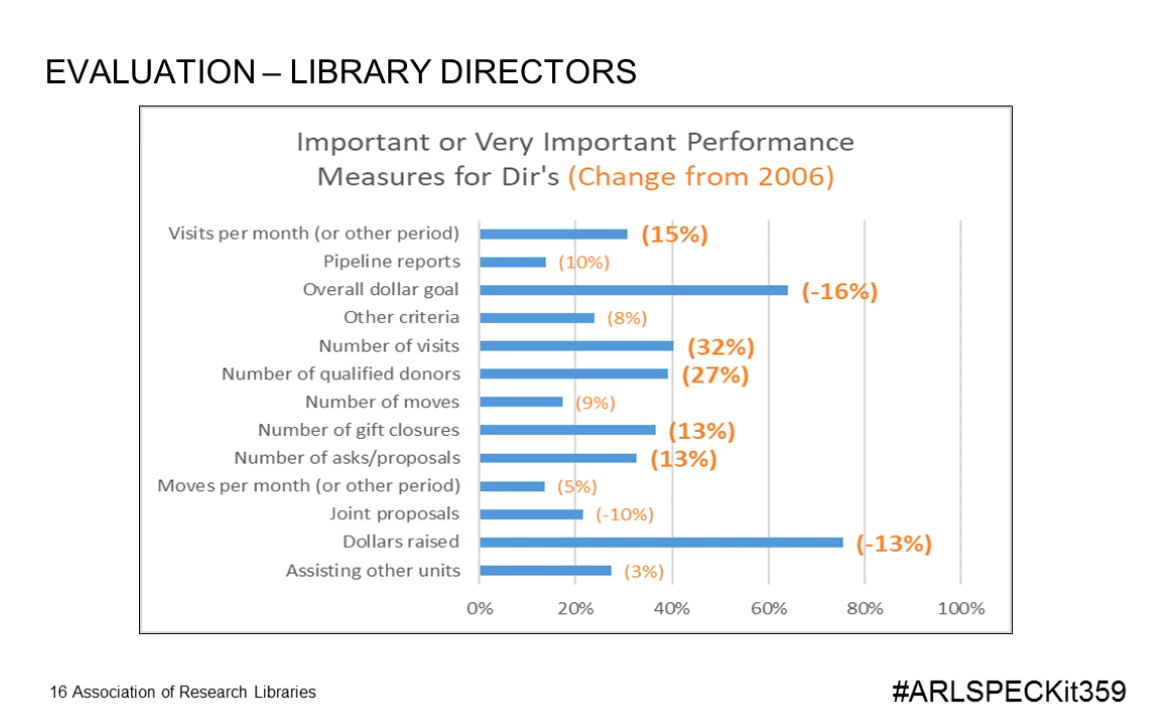 EVALUATION – LIBRARY DIRECTORS
Important or Very Important Performance
Measures for Dir's (Change from 2006)
Visits per month (or other period) (15%)
Pipeline reports (10%)
Overall dollar goal (-16%)
Other criteria (8%)
Number of visits (32%)
Number of qualified donors (27%)
Number of moves (9%)
Number of gift closures (13%)
Number of asks/proposals (13%)
Moves per month (or other period) (5%)
Joint proposals (-10%)
Dollars raised (-13%)
Assisting other units (3%)
0% 20% 40% 60% 80% 100%
16 Association of Research Libraries
#ARLSPECKit359